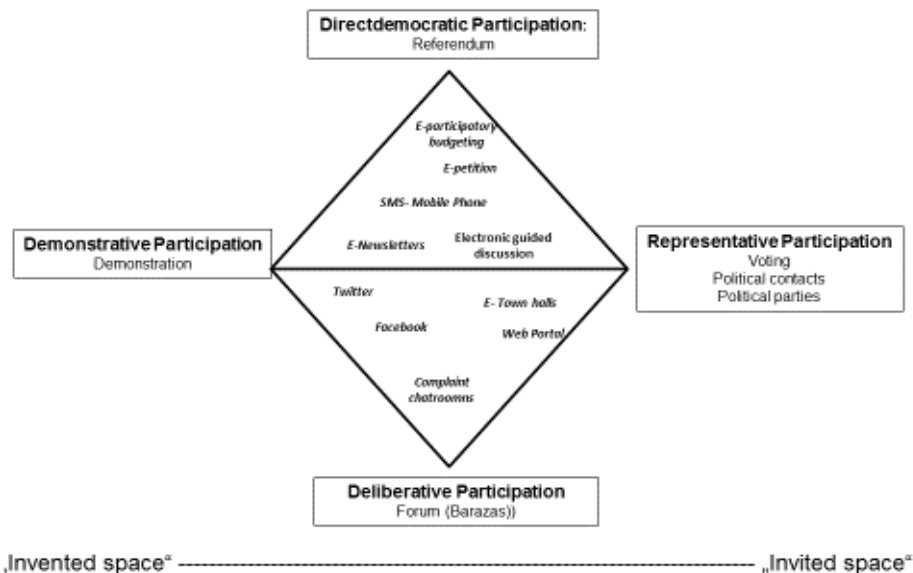 Directdemocratic Participation:
Referendum
E-participatory
budgeting
E-petition
SMS- Mobile Phone
Demonstrative Participation
Demonstration
E-Newsletters
Electronic guided
discussion
Representative Participation
Voting
Political contacts
Political parties
Twitter
E- Town halls
Facebook
Web Portal
Complaint
chatroomns
Deliberative Participation
Forum (Barazas))
„Invented space“ ---------------------------------------------------------------- „Invited space“